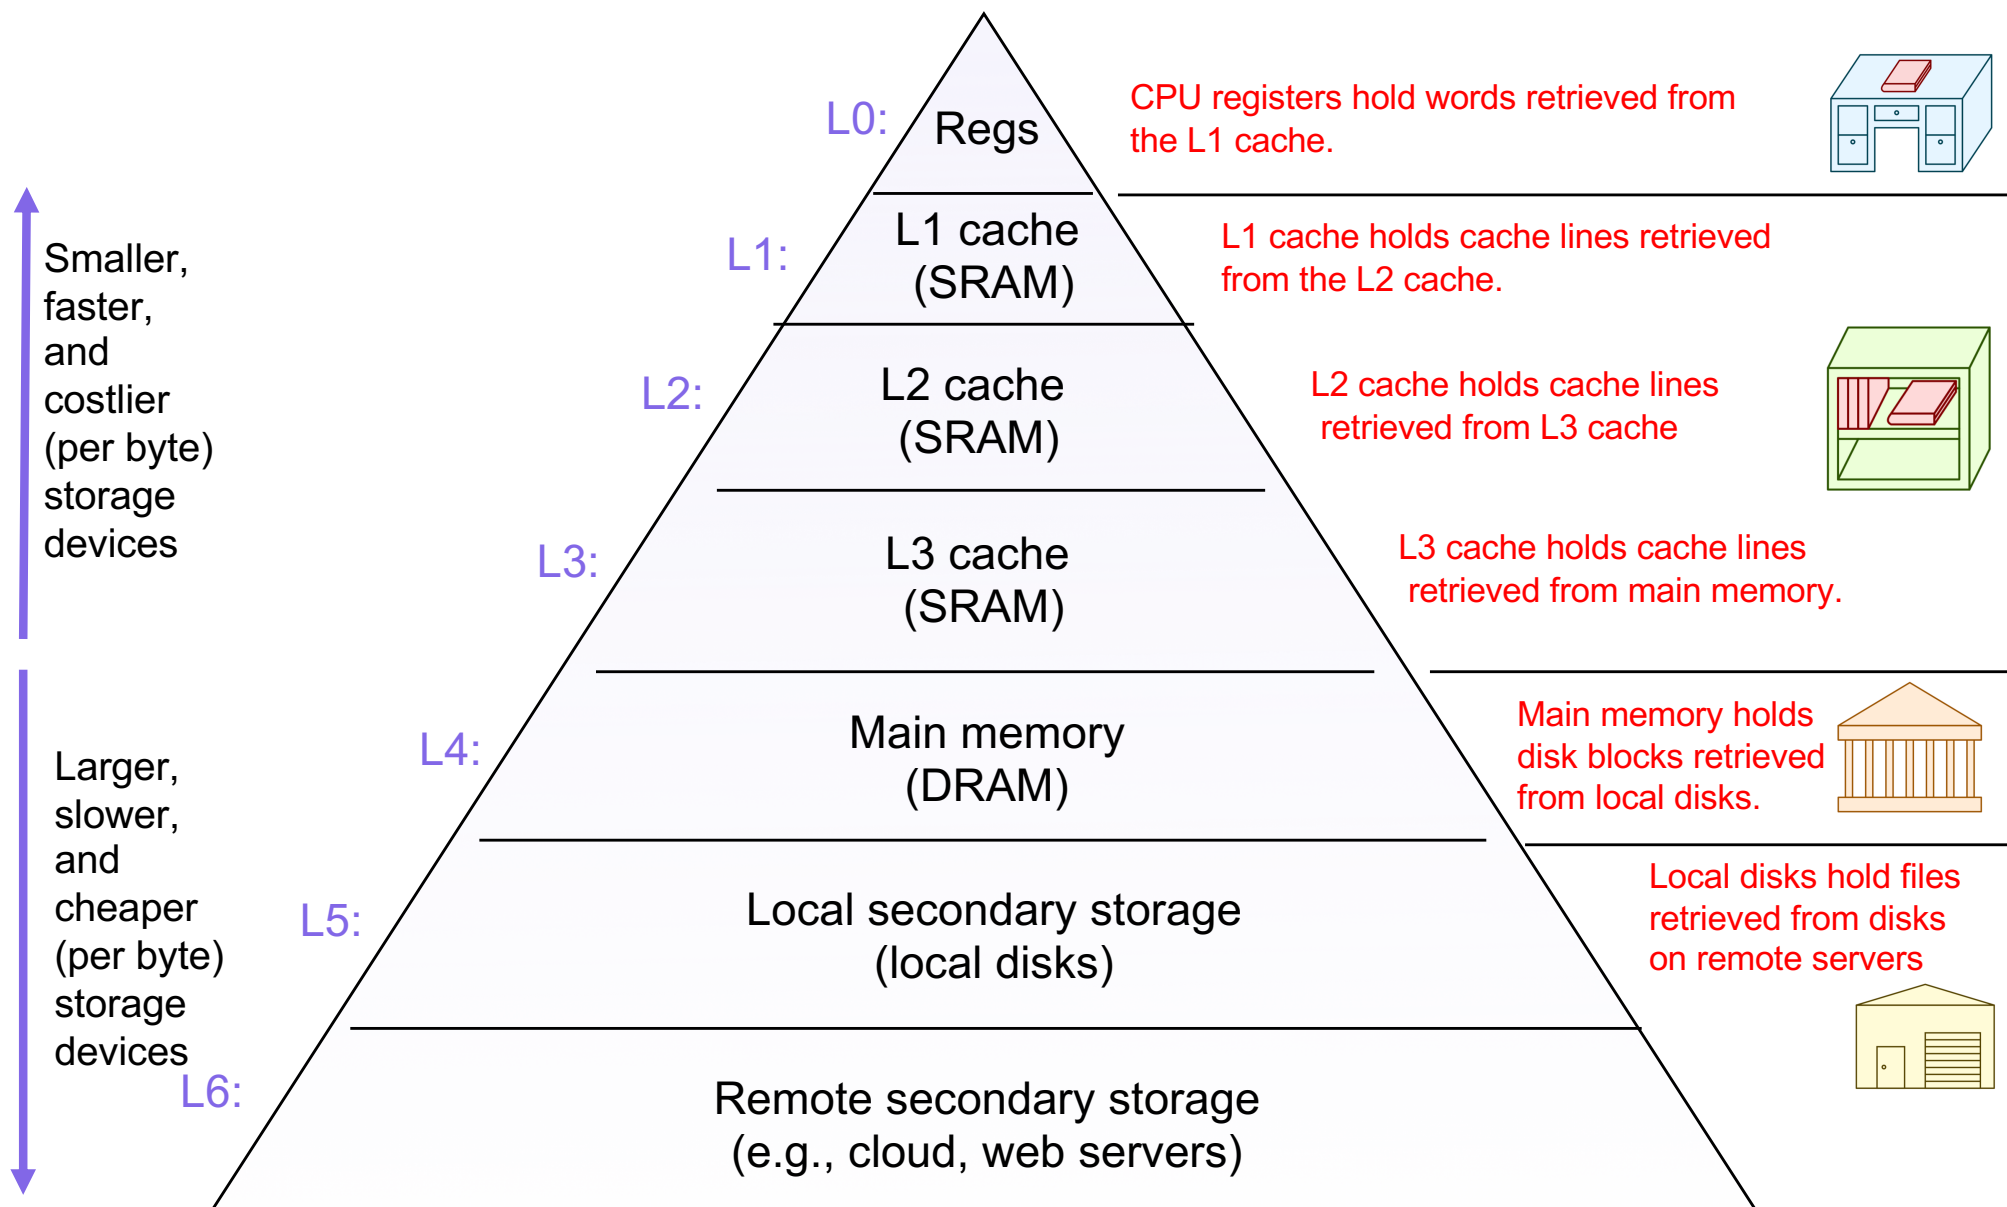 L0:
Regs
CPU registers hold words retrieved from
the L1 cache.
Smaller,
faster,
and
costlier
(per byte)
storage
devices
L1:
L1 cache
(SRAM)
L1 cache holds cache lines retrieved
from the L2 cache.
L2:
L2 cache
(SRAM)
L2 cache holds cache lines
retrieved from L3 cache
L3:
L3 cache
(SRAM)
L3 cache holds cache lines
retrieved from main memory.
Larger,
slower,
and
cheaper
(per byte)
storage
devices
L4:
Main memory
(DRAM)
Main memory holds
disk blocks retrieved
from local disks.
L5:
Local secondary storage
(local disks)
Local disks hold files
retrieved from disks
on remote servers
L6:
Remote secondary storage
(e.g., cloud, web servers)